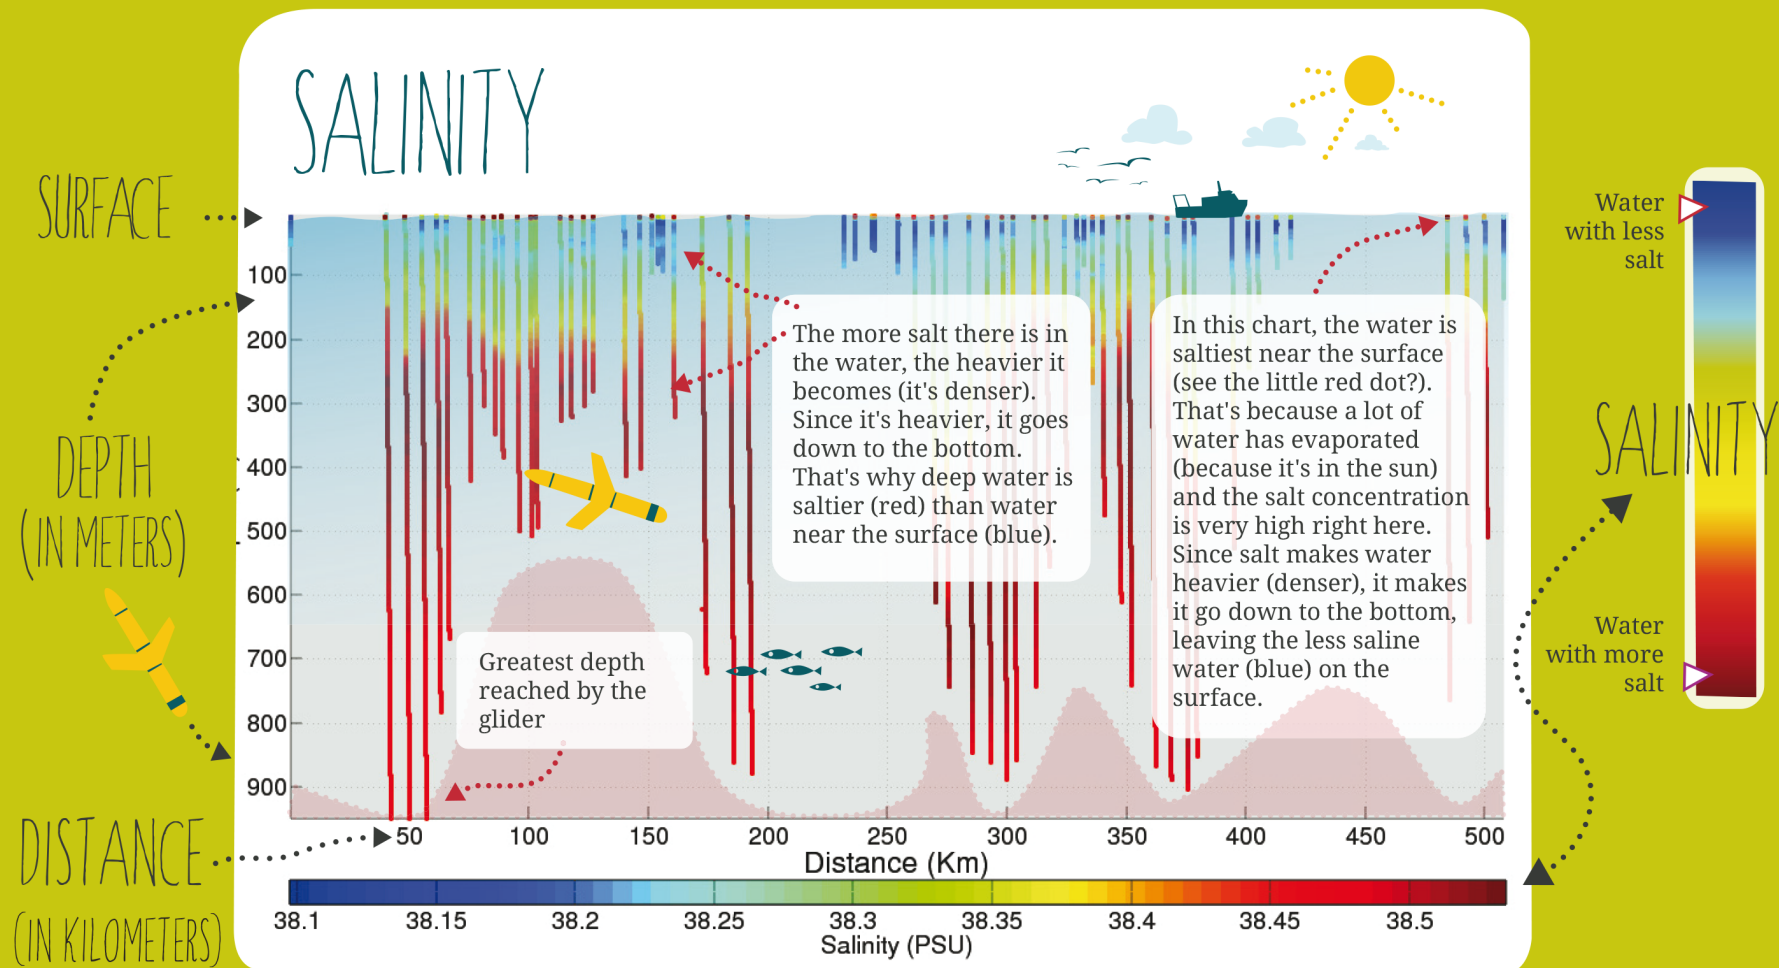 SALINITY
SURFACE
DEPTH
(IN METERS)
DISTANCE
(IN KILOMETERS)
100
200
300
400
500
600
700
800
900
The more salt there is in
the water, the heavier it
becomes (it's denser).
Since it's heavier, it goes
down to the bottom.
That's why deep water is
saltier (red) than water
near the surface (blue).
In this chart, the water is
saltiest near the surface
(see the little red dot?).
That's because a lot of
water has evaporated
(because it's in the sun)
and the salt concentration
is very high right here.
Since salt makes water
heavier (denser), it makes
it go down to the bottom,
leaving the less saline
water (blue) on the
surface.
Greatest depth
reached by the
glider
50 100 150 200 250 300 350 400 450 500
Distance (Km)
38.1 38.15 38.2 38.25 38.3 38.35 38.4 38.45 38.5
Salinity (PSU)
Water
with less
salt
SALINITY
Water
with more
salt